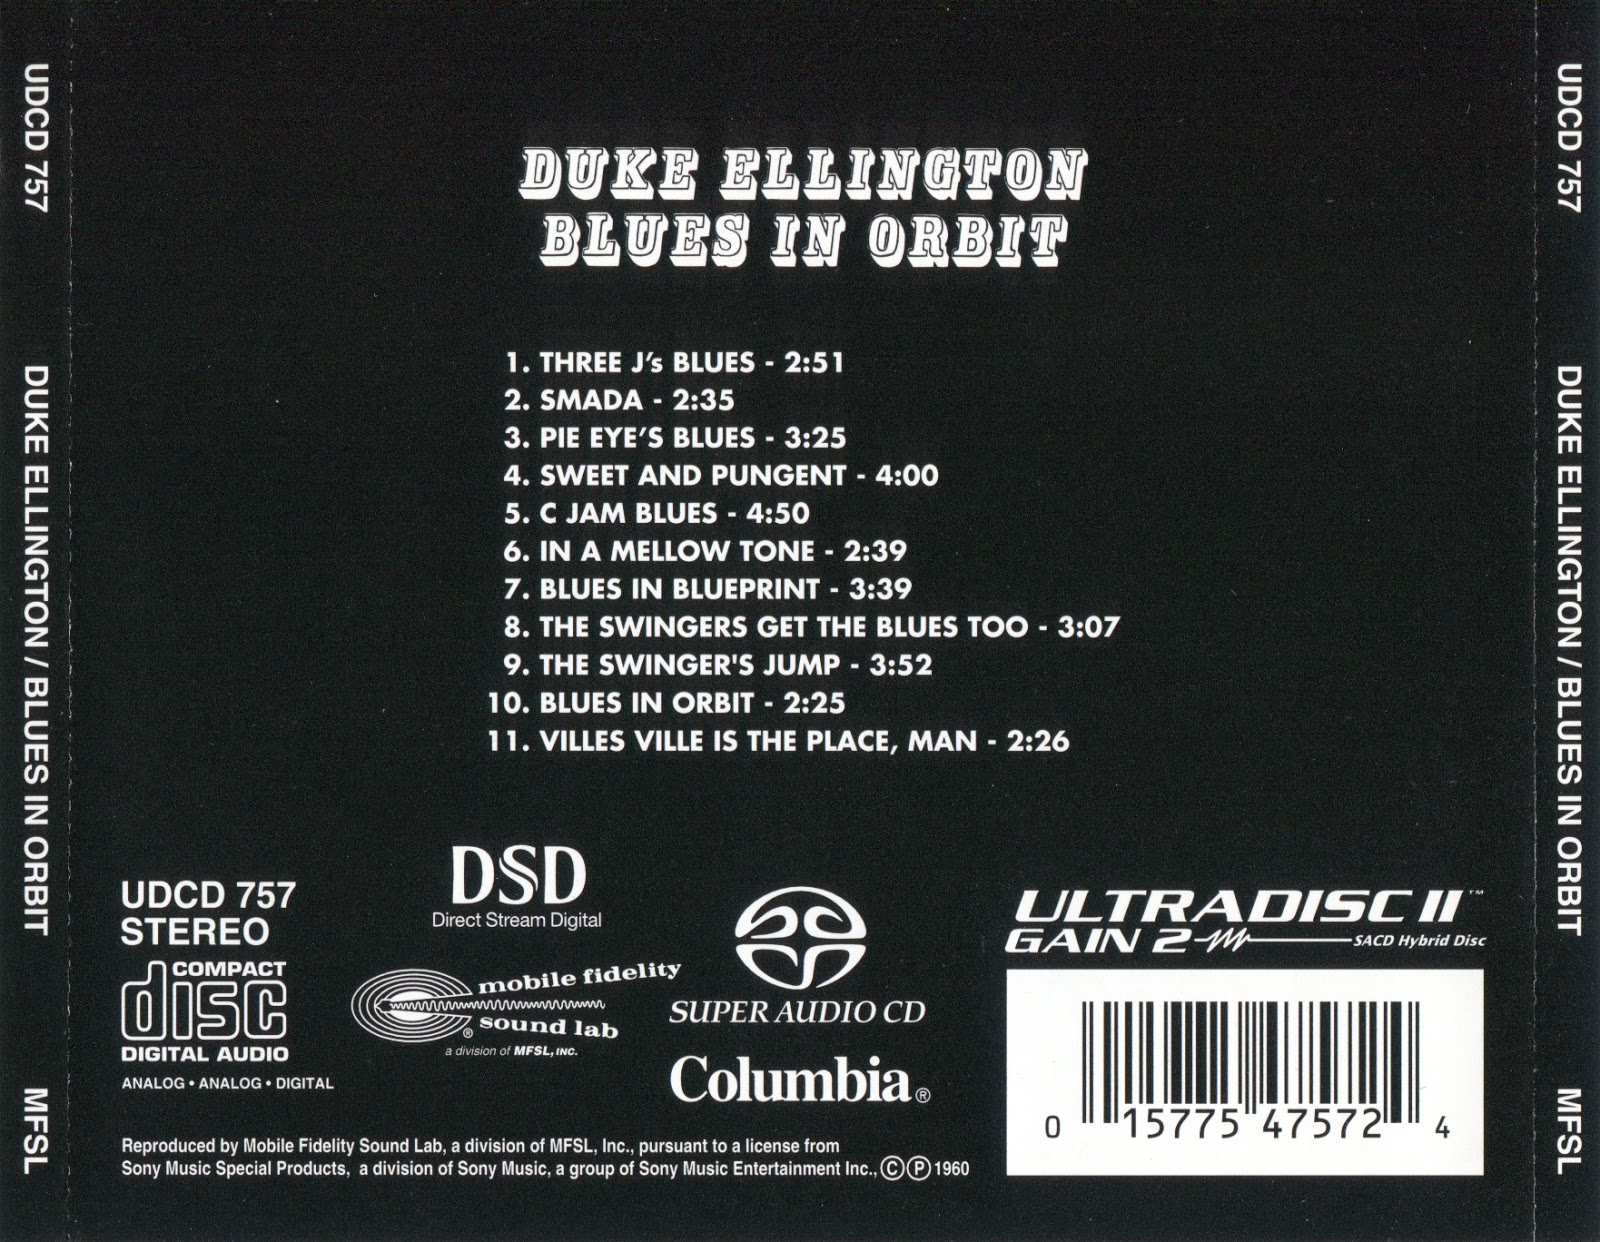 UDCD 757
DUKE ELLINGTON / BLUES IN ORBIT
MFSL
DUKE ELLINGTON
BLUES IN ORBIT
1. THREE J's BLUES - 2:51
2. SMADA - 2:35
3. PIE EYE'S BLUES - 3:25
4. SWEET AND PUNGENT - 4:00
5. C JAM BLUES - 4:50
6. IN A MELLOW TONE - 2:39
7. BLUES IN BLUEPRINT - 3:39
8. THE SWINGERS GET THE BLUES TOO - 3:07
9. THE SWINGER'S JUMP - 3:52
10. BLUES IN ORBIT - 2:25
11. VILLES VILLE IS THE PLACE, MAN - 2:26
UDCD 757
STEREO
COMPACT
disc
DIGITAL AUDIO
ANALOG • ANALOG • DIGITAL
DSD
Direct Stream Digital
mobile fidelity
sound lab
®
a division of MFSL, INC.
SUPER AUDIO CD
Columbia®
ULTRADISC II™
GAIN 2
SACD Hybrid Disc
0 15775 47572 4
Reproduced by Mobile Fidelity Sound Lab, a division of MFSL, Inc., pursuant to a license from
Sony Music Special Products, a division of Sony Music, a group of Sony Music Entertainment Inc., Ⓒ Ⓟ 1960
UDCD 757
DUKE ELLINGTON / BLUES IN ORBIT
MFSL